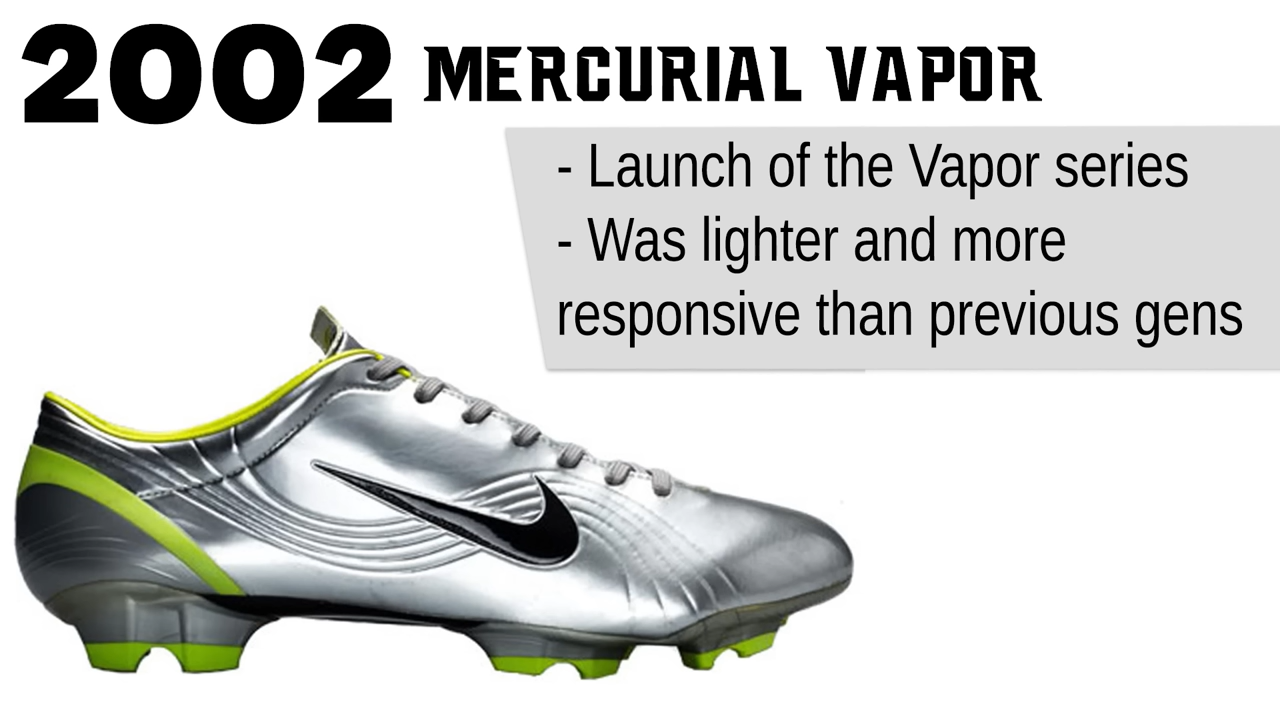 2002 MERCURIAL VAPOR
- Launch of the Vapor series
- Was lighter and more
responsive than previous gens